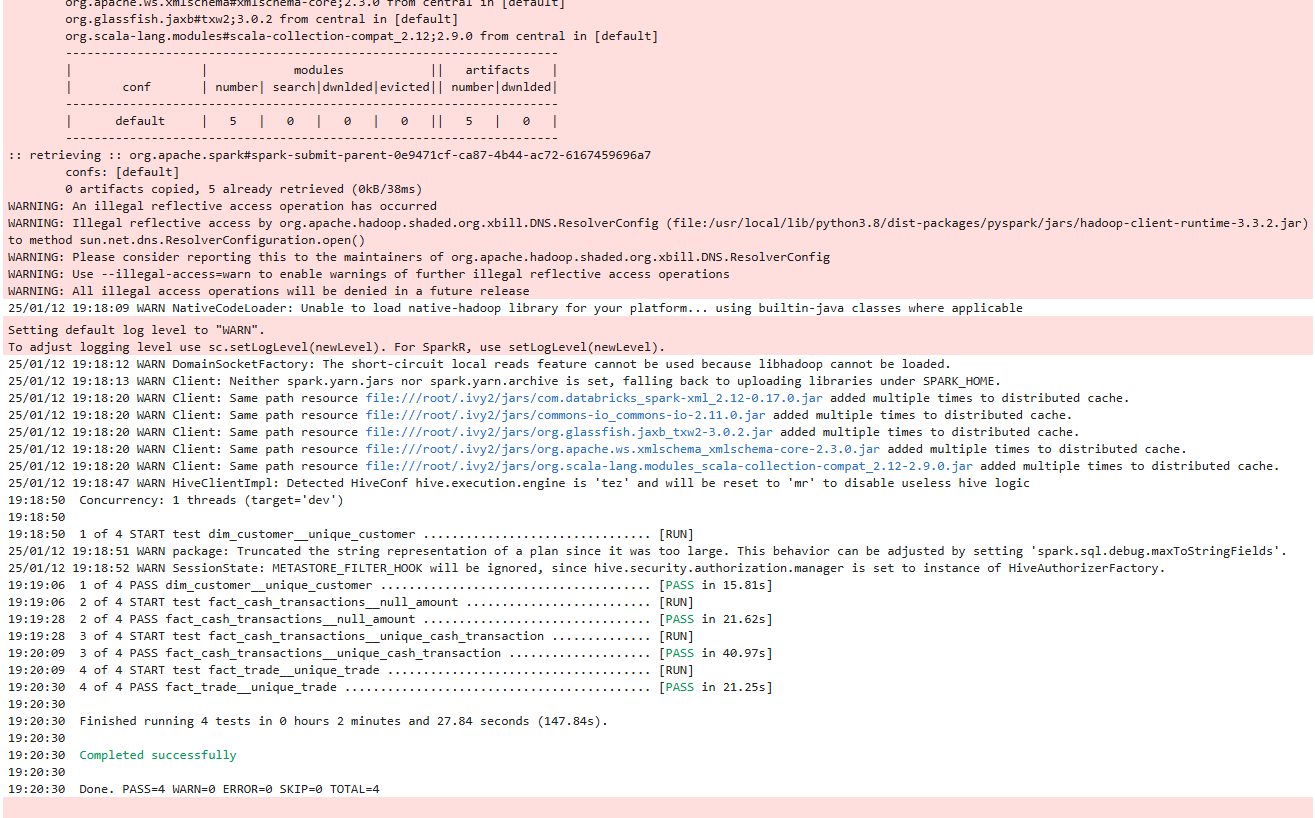 org.apache.ws.xmlschema#xmlschema-core;2.3.0 from central in [default]
org.glassfish.jaxb#txw2;3.0.2 from central in [default]
org.scala-lang.modules#scala-collection-compat_2.12;2.9.0 from central in [default]
---------------------------------------------------------------------
|                  |            modules            ||   artifacts   |
|       conf       | number| search|dwnlded|evicted|| number|dwnlded|
---------------------------------------------------------------------
|      default     |   5   |   0   |   0   |   0   ||   5   |   0   |
---------------------------------------------------------------------
:: retrieving :: org.apache.spark#spark-submit-parent-0e9471cf-ca87-4b44-ac72-6167459696a7
confs: [default]
0 artifacts copied, 5 already retrieved (0kB/38ms)
WARNING: An illegal reflective access operation has occurred
WARNING: Illegal reflective access by org.apache.hadoop.shaded.org.xbill.DNS.ResolverConfig (file:/usr/local/lib/python3.8/dist-packages/pyspark/jars/hadoop-client-runtime-3.3.2.jar)
to method sun.net.dns.ResolverConfiguration.open()
WARNING: Please consider reporting this to the maintainers of org.apache.hadoop.shaded.org.xbill.DNS.ResolverConfig
WARNING: Use --illegal-access=warn to enable warnings of further illegal reflective access operations
WARNING: All illegal access operations will be denied in a future release
25/01/12 19:18:09 WARN NativeCodeLoader: Unable to load native-hadoop library for your platform... using builtin-java classes where applicable
Setting default log level to "WARN".
To adjust logging level use sc.setLogLevel(newLevel). For SparkR, use setLogLevel(newLevel).
25/01/12 19:18:12 WARN DomainSocketFactory: The short-circuit local reads feature cannot be used because libhadoop cannot be loaded.
25/01/12 19:18:13 WARN Client: Neither spark.yarn.jars nor spark.yarn.archive is set, falling back to uploading libraries under SPARK_HOME.
25/01/12 19:18:20 WARN Client: Same path resource file:///root/.ivy2/jars/com.databricks_spark-xml_2.12-0.17.0.jar added multiple times to distributed cache.
25/01/12 19:18:20 WARN Client: Same path resource file:///root/.ivy2/jars/commons-io_commons-io-2.11.0.jar added multiple times to distributed cache.
25/01/12 19:18:20 WARN Client: Same path resource file:///root/.ivy2/jars/org.glassfish.jaxb_txw2-3.0.2.jar added multiple times to distributed cache.
25/01/12 19:18:20 WARN Client: Same path resource file:///root/.ivy2/jars/org.apache.ws.xmlschema_xmlschema-core-2.3.0.jar added multiple times to distributed cache.
25/01/12 19:18:20 WARN Client: Same path resource file:///root/.ivy2/jars/org.scala-lang.modules_scala-collection-compat_2.12-2.9.0.jar added multiple times to distributed cache.
25/01/12 19:18:47 WARN HiveClientImpl: Detected HiveConf hive.execution.engine is 'tez' and will be reset to 'mr' to disable useless hive logic
19:18:50  Concurrency: 1 threads (target='dev')
19:18:50
19:18:50  1 of 4 START test dim_customer__unique_customer ................................ [RUN]
25/01/12 19:18:51 WARN package: Truncated the string representation of a plan since it was too large. This behavior can be adjusted by setting 'spark.sql.debug.maxToStringFields'.
25/01/12 19:18:52 WARN SessionState: METASTORE_FILTER_HOOK will be ignored, since hive.security.authorization.manager is set to instance of HiveAuthorizerFactory.
19:19:06  1 of 4 PASS dim_customer__unique_customer ...................................... [PASS in 15.81s]
19:19:06  2 of 4 START test fact_cash_transactions__null_amount .......................... [RUN]
19:19:28  2 of 4 PASS fact_cash_transactions__null_amount ................................ [PASS in 21.62s]
19:19:28  3 of 4 START test fact_cash_transactions__unique_cash_transaction .............. [RUN]
19:20:09  3 of 4 PASS fact_cash_transactions__unique_cash_transaction .................... [PASS in 40.97s]
19:20:09  4 of 4 START test fact_trade__unique_trade ..................................... [RUN]
19:20:30  4 of 4 PASS fact_trade__unique_trade ........................................... [PASS in 21.25s]
19:20:30
19:20:30  Finished running 4 tests in 0 hours 2 minutes and 27.84 seconds (147.84s).
19:20:30
19:20:30  Completed successfully
19:20:30
19:20:30  Done. PASS=4 WARN=0 ERROR=0 SKIP=0 TOTAL=4